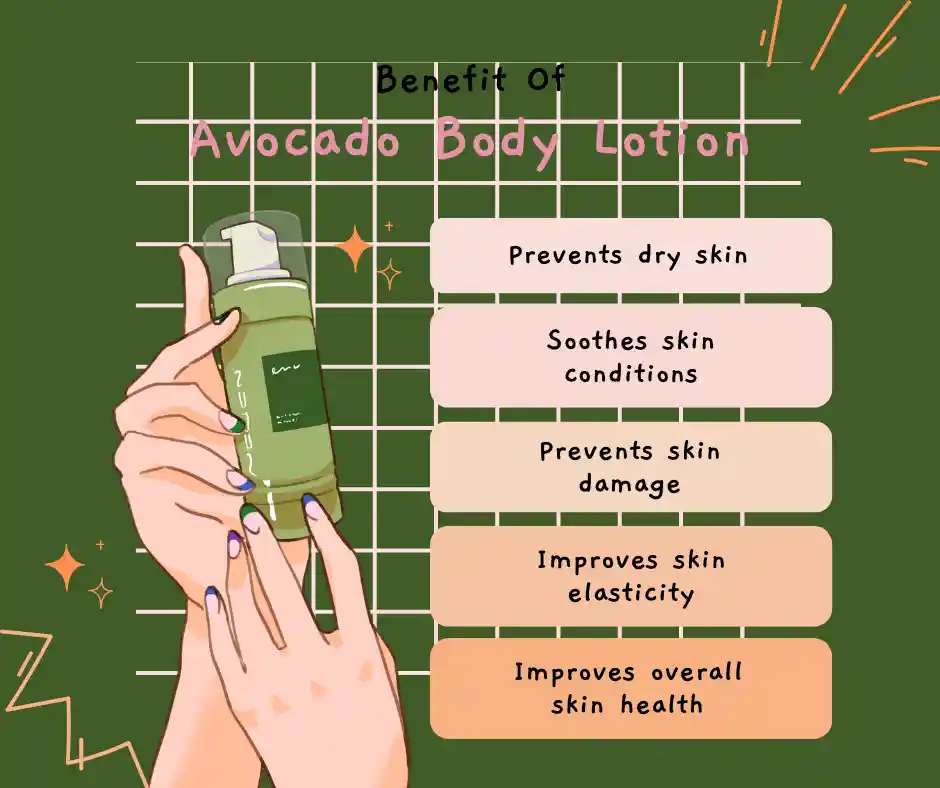 Benefit Of
Avocado Body Lotion
Prevents dry skin
Soothes skin
conditions
Prevents skin
damage
Improves skin
elasticity
Improves overall
skin health